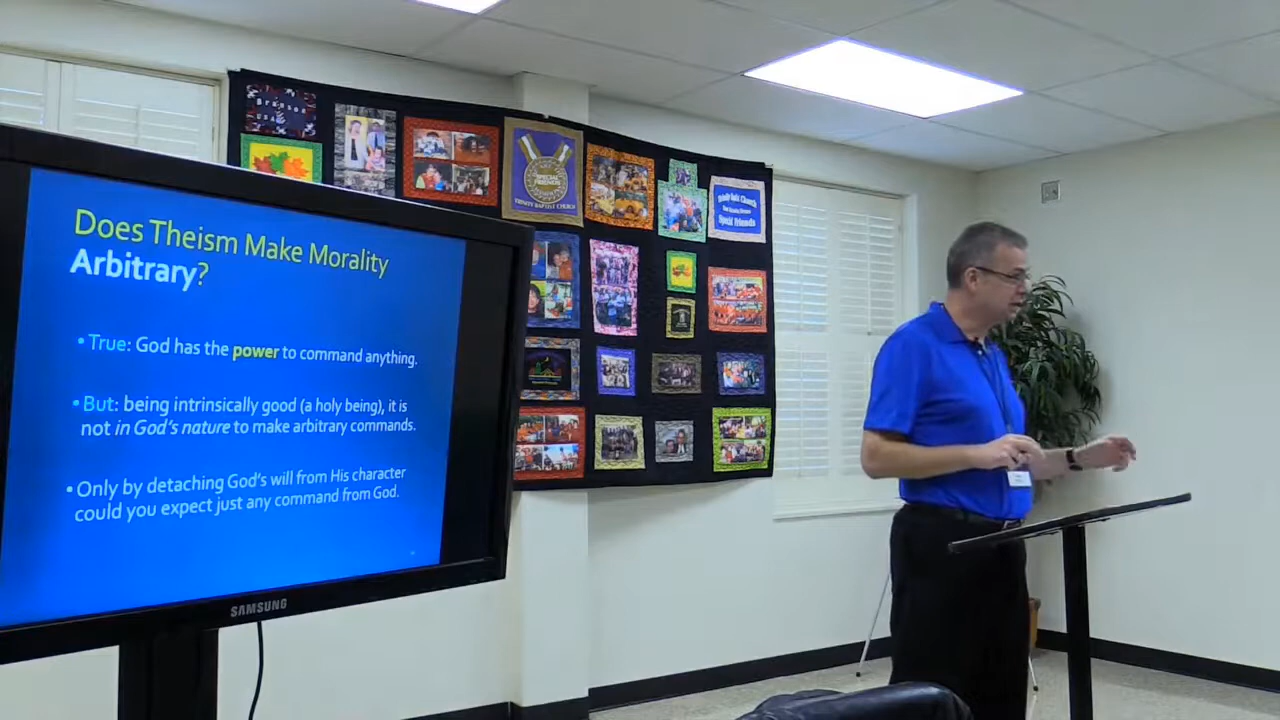 Does Theism Make Morality
Arbitrary?
• True: God has the power to command anything.
• But: being intrinsically good (a holy being), it is
not in God's nature to make arbitrary commands.
• Only by detaching God's will from His character
could you expect just any command from God.
SAMSUNG
Branson
USA
SPECIAL
FRIENDS
TRINITY BAPTIST CHURCH
Special Friends